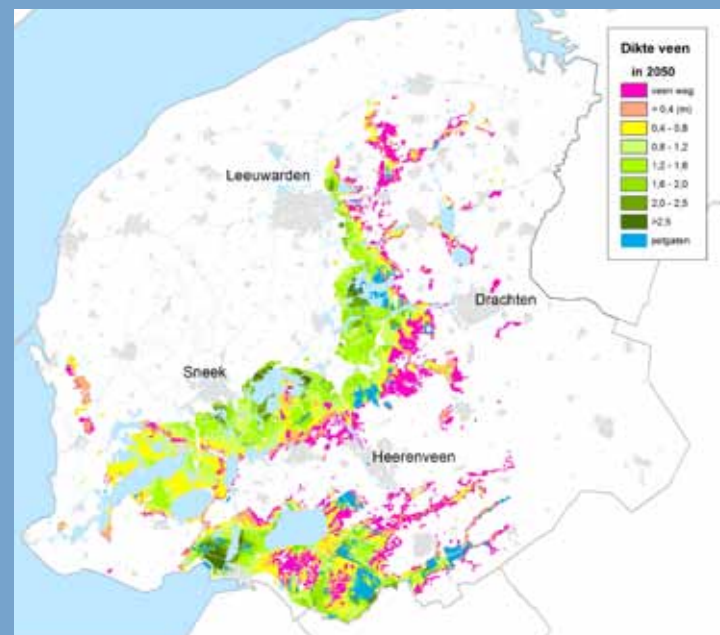 Dikte veen
in 2050
veen weg
< 0,4 (m)
0,4 - 0,8
0,8 - 1,2
1,2 - 1,6
1,6 - 2,0
2,0 - 2,5
>2,5
petgaten
Leeuwarden
Drachten
Sneek
Heerenveen